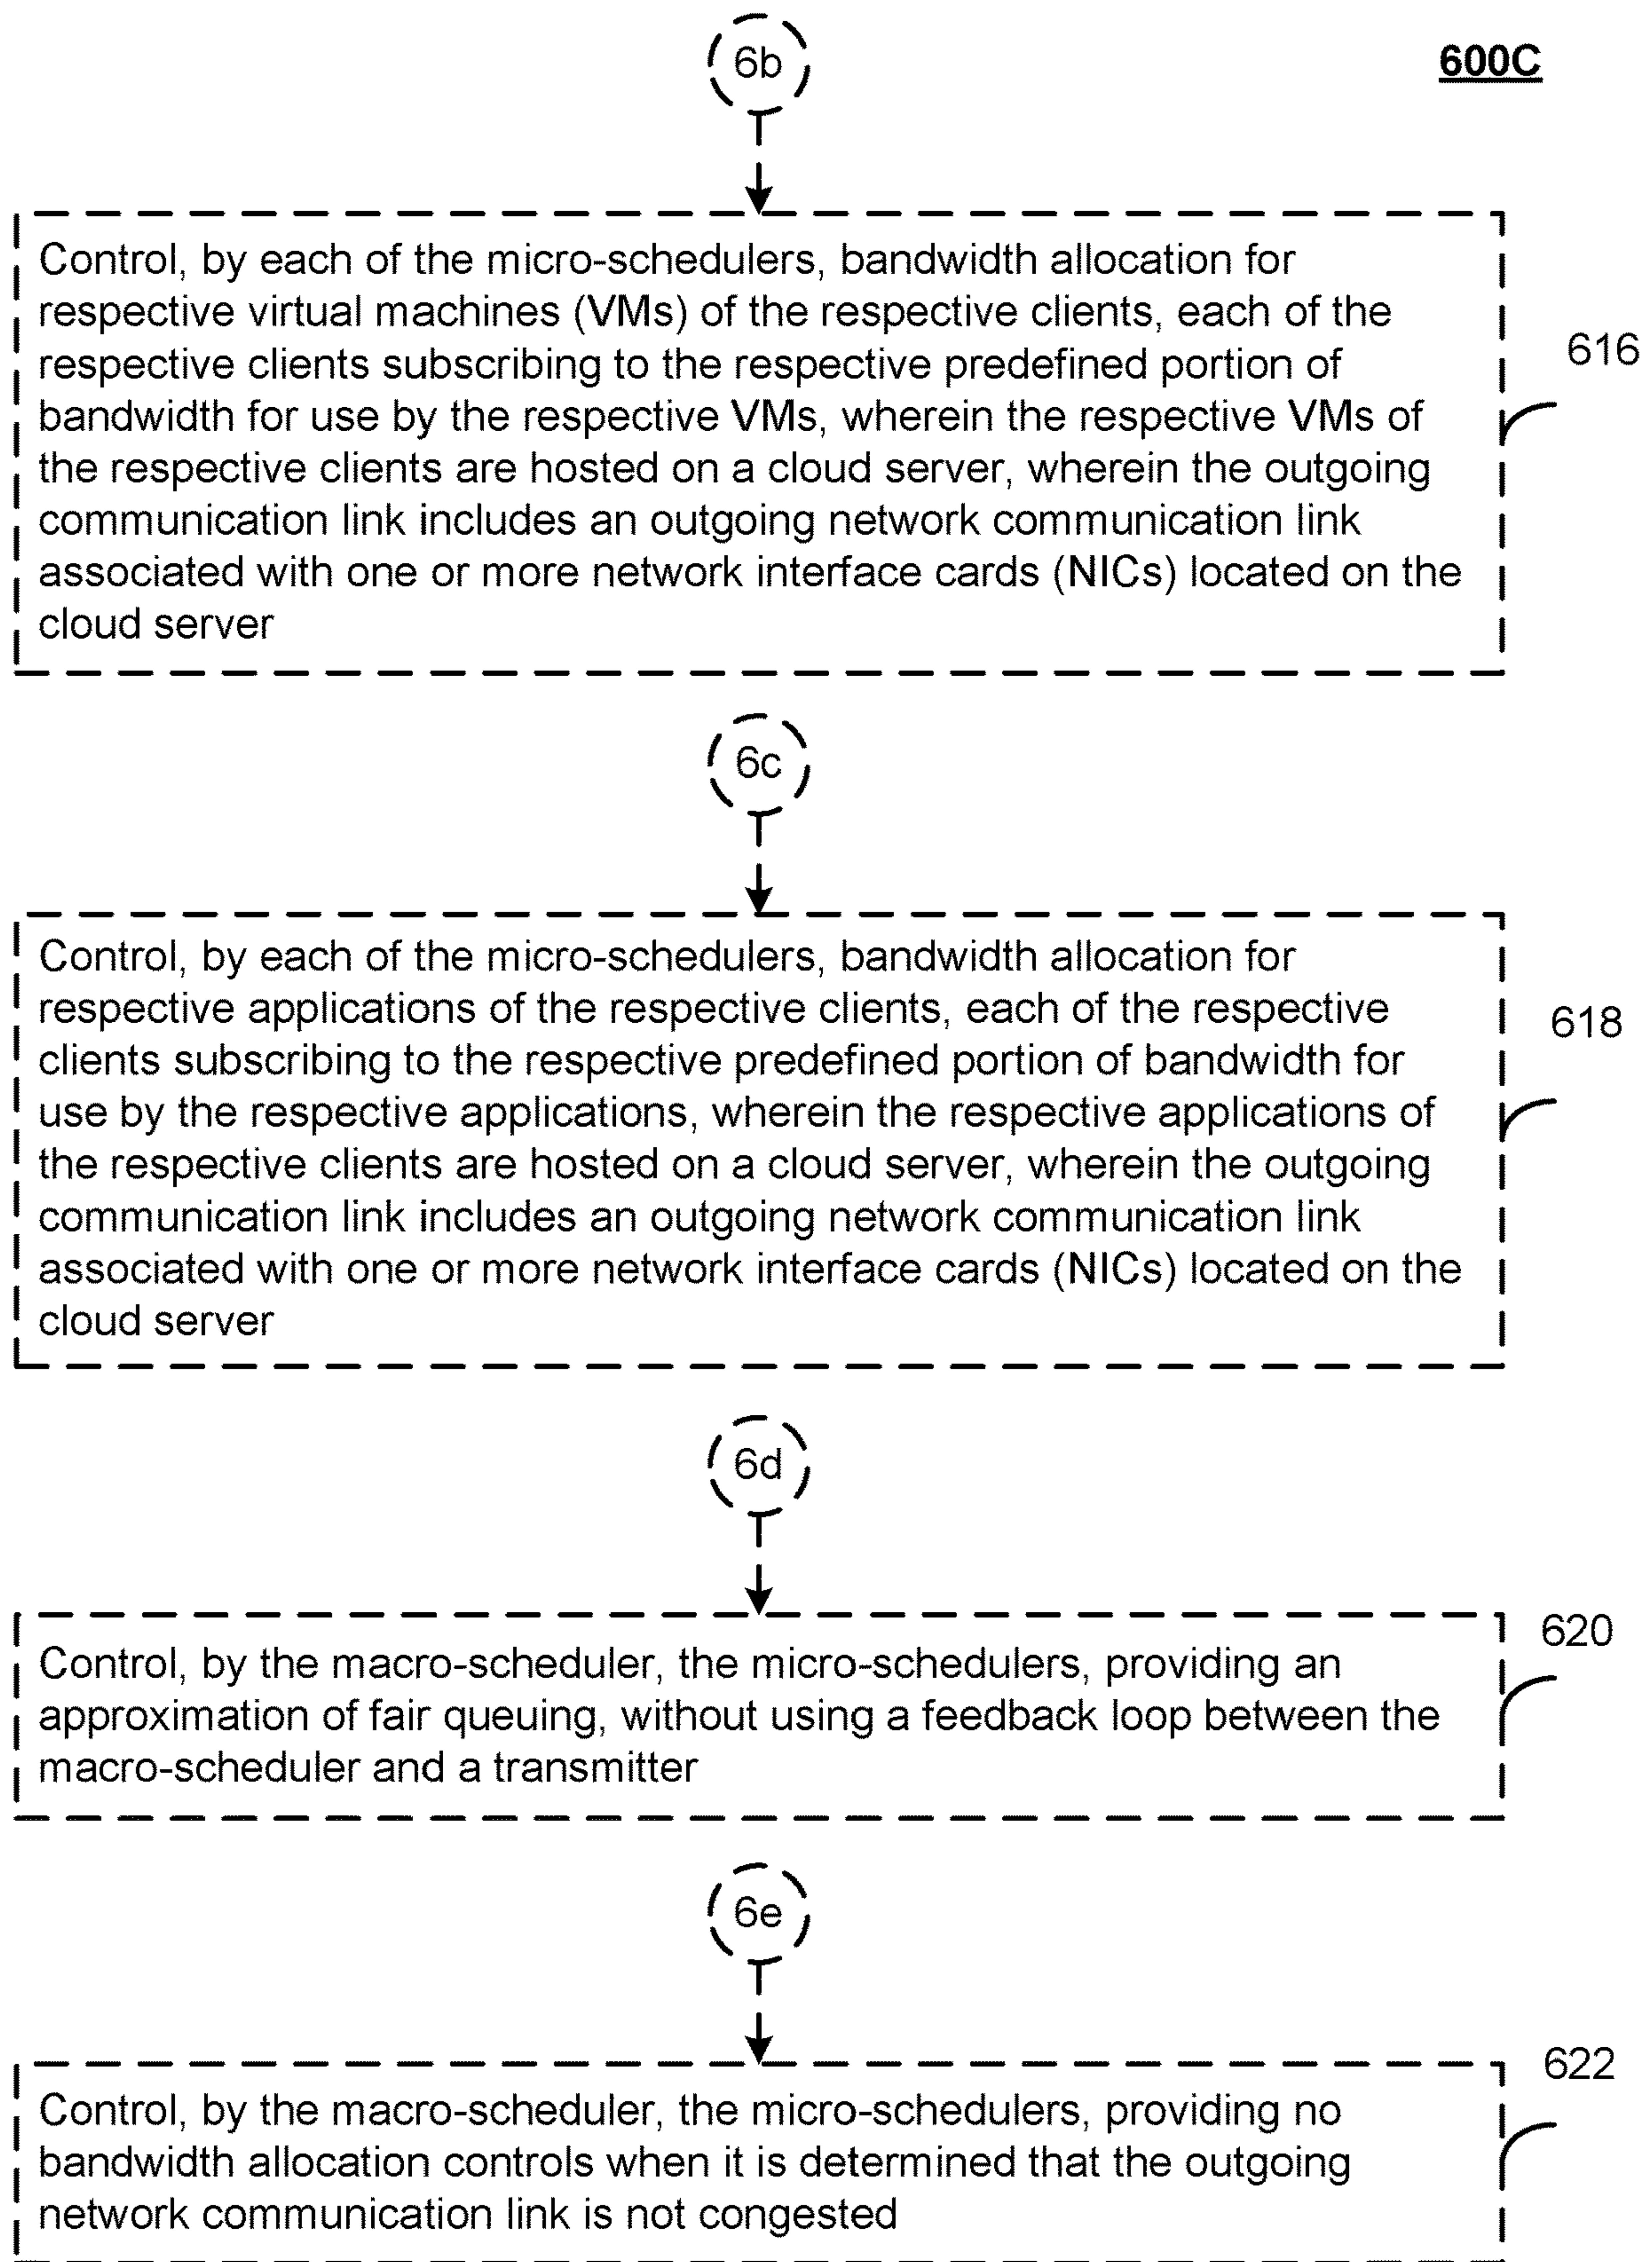 6b
600C
Control, by each of the micro-schedulers, bandwidth allocation for
respective virtual machines (VMs) of the respective clients, each of the
respective clients subscribing to the respective predefined portion of
bandwidth for use by the respective VMs, wherein the respective VMs of
the respective clients are hosted on a cloud server, wherein the outgoing
communication link includes an outgoing network communication link
associated with one or more network interface cards (NICs) located on the
cloud server
616
6c
Control, by each of the micro-schedulers, bandwidth allocation for
respective applications of the respective clients, each of the respective
clients subscribing to the respective predefined portion of bandwidth for
use by the respective applications, wherein the respective applications of
the respective clients are hosted on a cloud server, wherein the outgoing
communication link includes an outgoing network communication link
associated with one or more network interface cards (NICs) located on the
cloud server
618
6d
Control, by the macro-scheduler, the micro-schedulers, providing an
approximation of fair queuing, without using a feedback loop between the
macro-scheduler and a transmitter
620
6e
Control, by the macro-scheduler, the micro-schedulers, providing no
bandwidth allocation controls when it is determined that the outgoing
network communication link is not congested
622